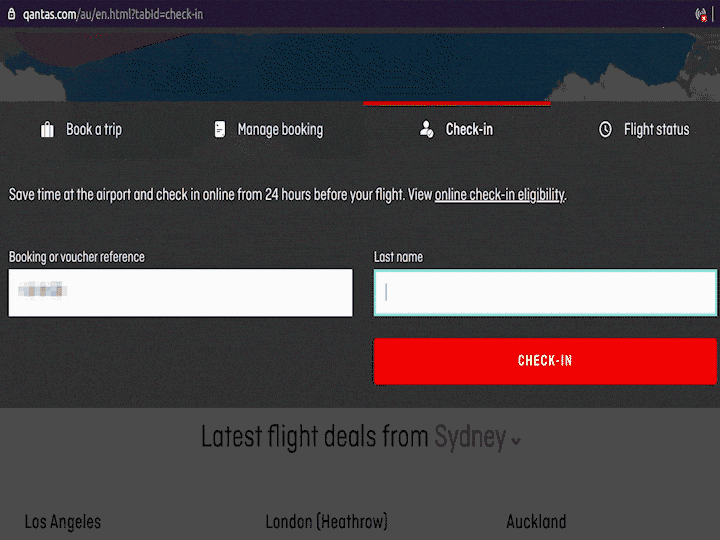 qantas.com/au/en.html?tabId=check-in
Book a trip
Manage booking
Check-in
Flight status
Save time at the airport and check in online from 24 hours before your flight. View online check-in eligibility.
Booking or voucher reference
Last name
CHECK-IN
Latest flight deals from Sydney
Los Angeles
London (Heathrow)
Auckland